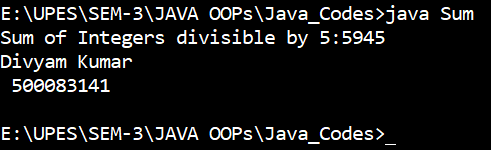 E:\UPES\SEM-3\JAVA OOPs\Java_Codes>java Sum
Sum of Integers divisible by 5:5945
Divyam Kumar
 500083141
E:\UPES\SEM-3\JAVA OOPs\Java_Codes>_